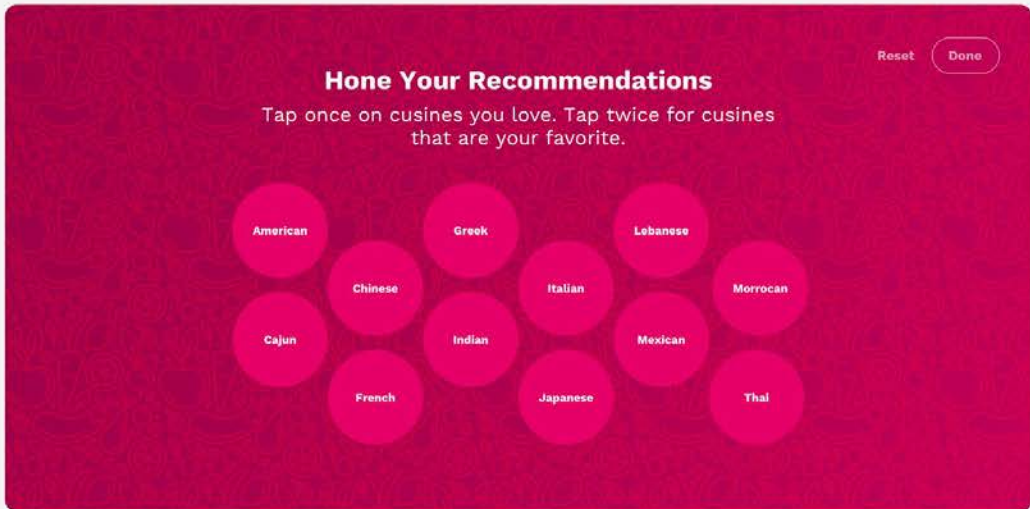 Reset
Done
Hone Your Recommendations
Tap once on cusines you love. Tap twice for cusines
that are your favorite.
American
Greek
Lebanese
Chinese
Italian
Morrocan
Cajun
Indian
Mexican
French
Japanese
Thai